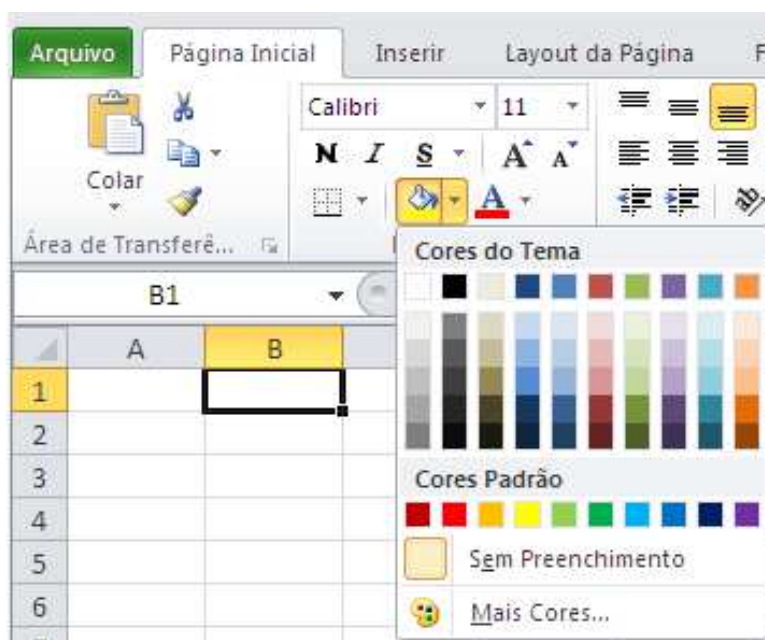 Arquivo Página Inicial Inserir Layout da Página F
Calibri 11
N I S A A
Colar A ab
Área de Transferê...
Cores do Tema
B1
A B
1
2
3
Cores Padrão
4
5 Sem Preenchimento
6 Mais Cores...